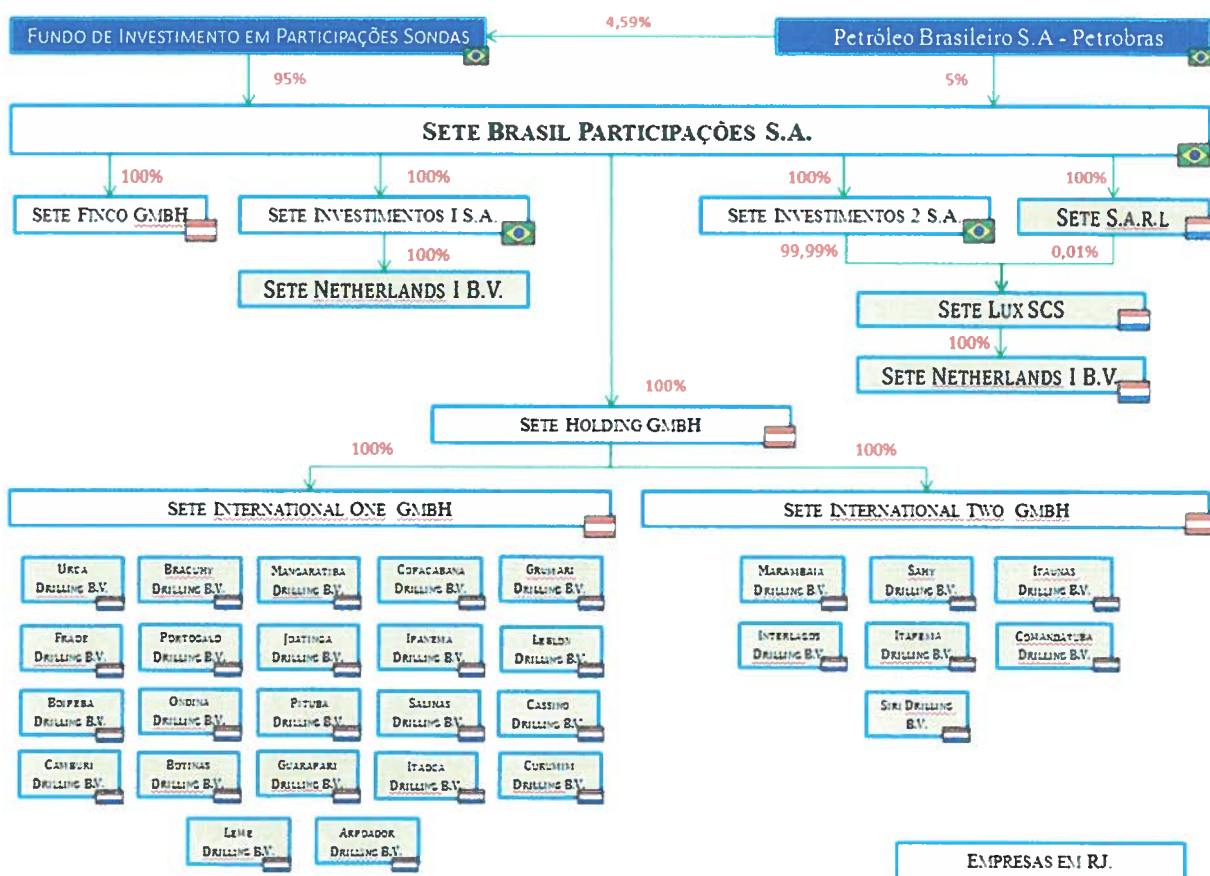 FUNDO DE INVESTIMENTO EM PARTICIPAÇÕES SONDAS
4,59%
Petróleo Brasileiro S.A - Petrobras
95%
5%
SETE BRASIL PARTICIPAÇÕES S.A.
100%
100%
100%
100%
SETE FINCO GMBH
SETE INVESTIMENTOS I S.A.
SETE INVESTIMENTOS 2 S.A.
SETE S.A.R.L
100%
99,99%
0,01%
SETE NETHERLANDS I B.V.
SETE LUX SCS
100%
SETE NETHERLANDS I B.V.
100%
SETE HOLDING GMBH
100%
100%
SETE INTERNATIONAL ONE GMBH
SETE INTERNATIONAL TWO GMBH
URCA
DRILLING B.V.
BRACUHY
DRILLING B.V.
MANGARATIBA
DRILLING B.V.
COPACABANA
DRILLING B.V.
GRUMARI
DRILLING B.V.
MARAMBAIA
DRILLING B.V.
SAHY
DRILLING B.V.
ITAUNAS
DRILLING B.V.
FRADE
DRILLING B.V.
PORTOGALO
DRILLING B.V.
JOATINGA
DRILLING B.V.
IPANEMA
DRILLING B.V.
LEBLON
DRILLING B.V.
INTERLAGOS
DRILLING B.V.
ITAPEMA
DRILLING B.V.
COMANDATUBA
DRILLING B.V.
BOIPEBA
DRILLING B.V.
ONDINA
DRILLING B.V.
PITUBA
DRILLING B.V.
SALINAS
DRILLING B.V.
CASSINO
DRILLING B.V.
SIRI DRILLING
B.V.
CAMBURI
DRILLING B.V.
BOTINAS
DRILLING B.V.
GUARAPARI
DRILLING B.V.
ITAOCA
DRILLING B.V.
CURUMIM
DRILLING B.V.
LEME
DRILLING B.V.
ARPOADOR
DRILLING B.V.
EMPRESAS EM RJ.